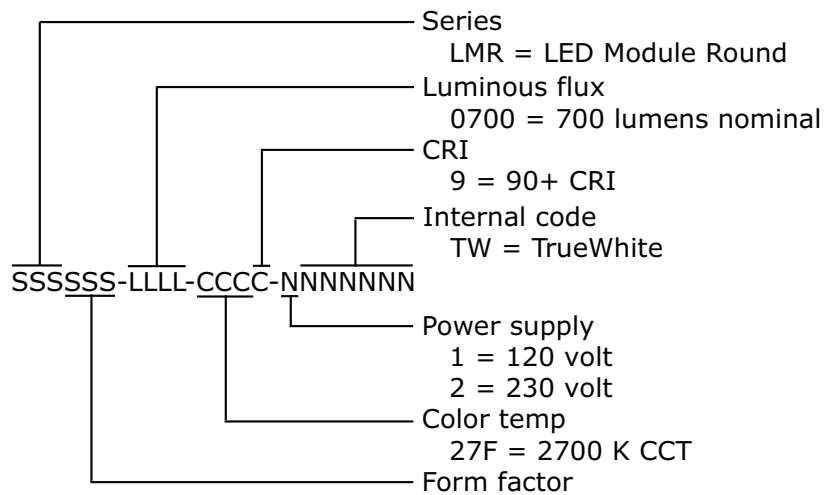 Series
LMR = LED Module Round
Luminous flux
0700 = 700 lumens nominal
CRI
9 = 90+ CRI
Internal code
TW = TrueWhite
SSSSSS-LLLL-CCCC-NNNNNNN
Power supply
1 = 120 volt
2 = 230 volt
Color temp
27F = 2700 K CCT
Form factor